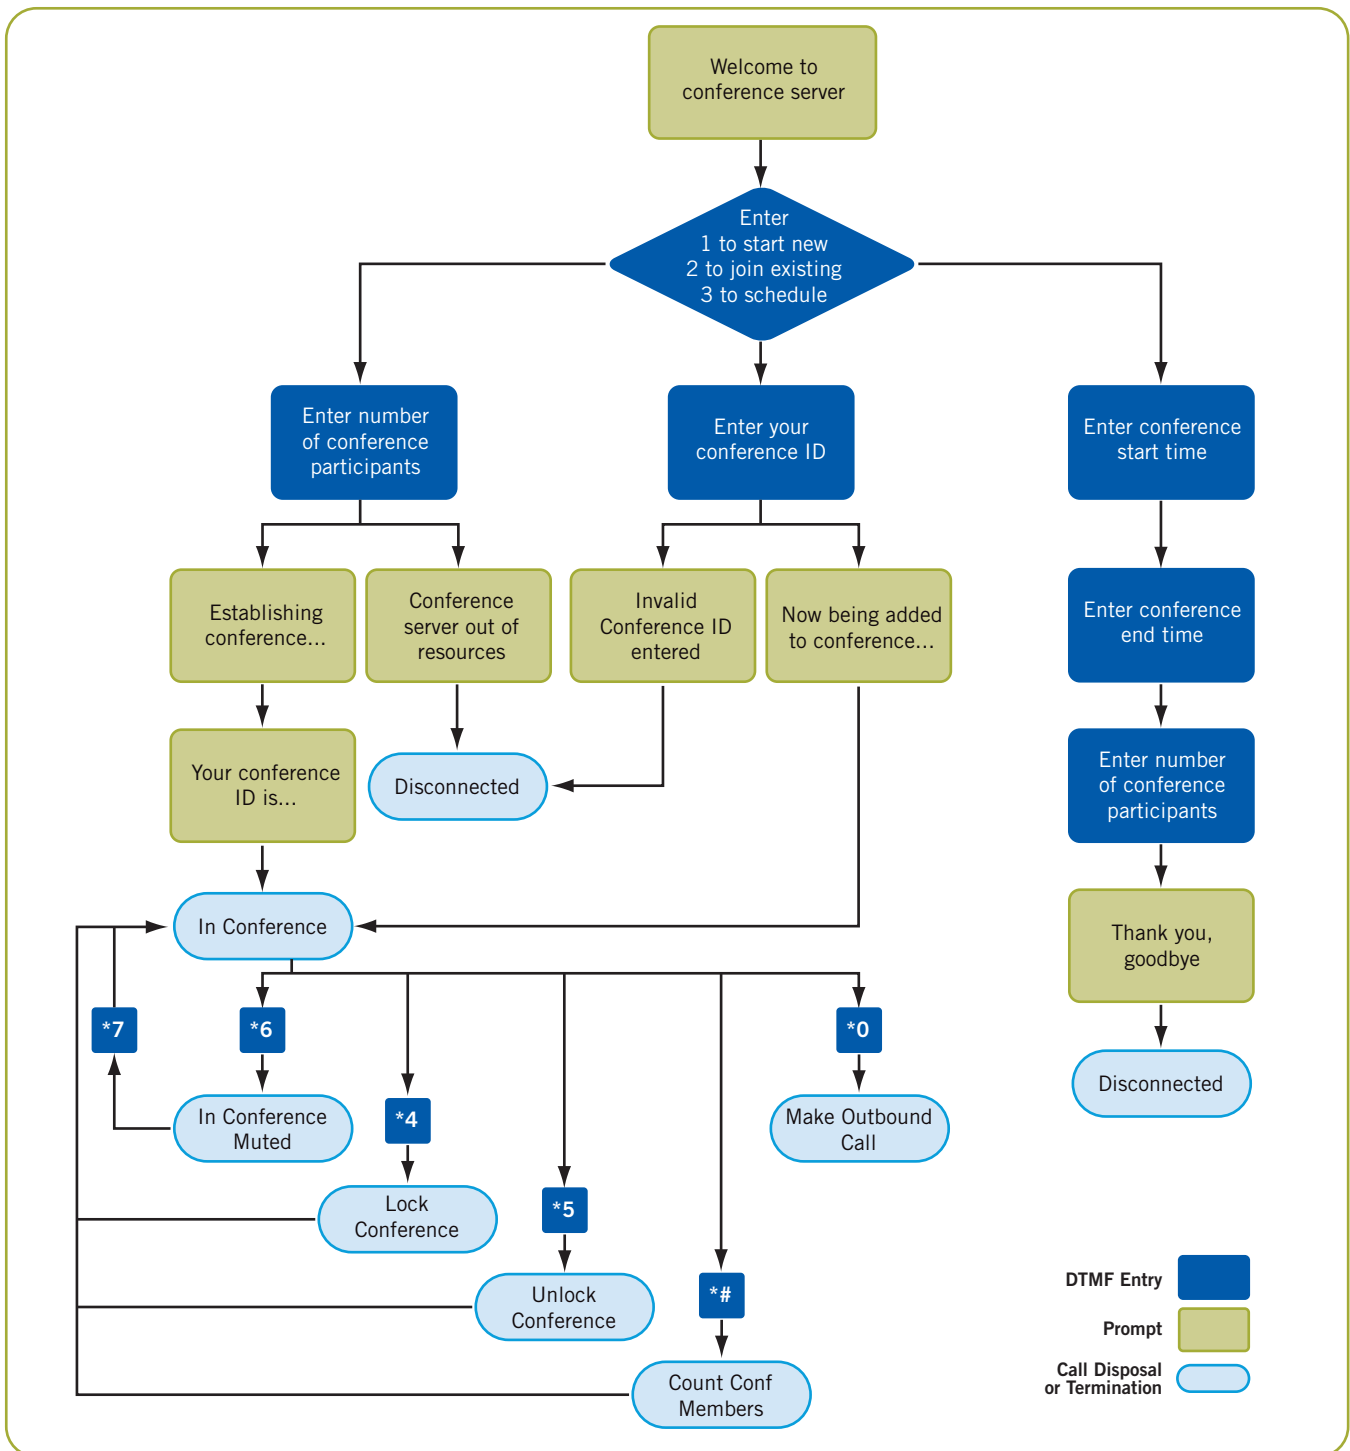 Welcome to
conference server
Enter
1 to start new
2 to join existing
3 to schedule
Enter number
of conference
participants
Enter your
conference ID
Enter conference
start time
Establishing
conference...
Conference
server out of
resources
Invalid
Conference ID
entered
Now being added
to conference...
Enter conference
end time
Your conference
ID is...
Disconnected
Enter number
of conference
participants
In Conference
Thank you,
goodbye
*7
*6
*0
In Conference
Muted
*4
Make Outbound
Call
Disconnected
Lock
Conference
*5
Unlock
Conference
*#
Count Conf
Members
DTMF Entry
Prompt
Call Disposal
or Termination